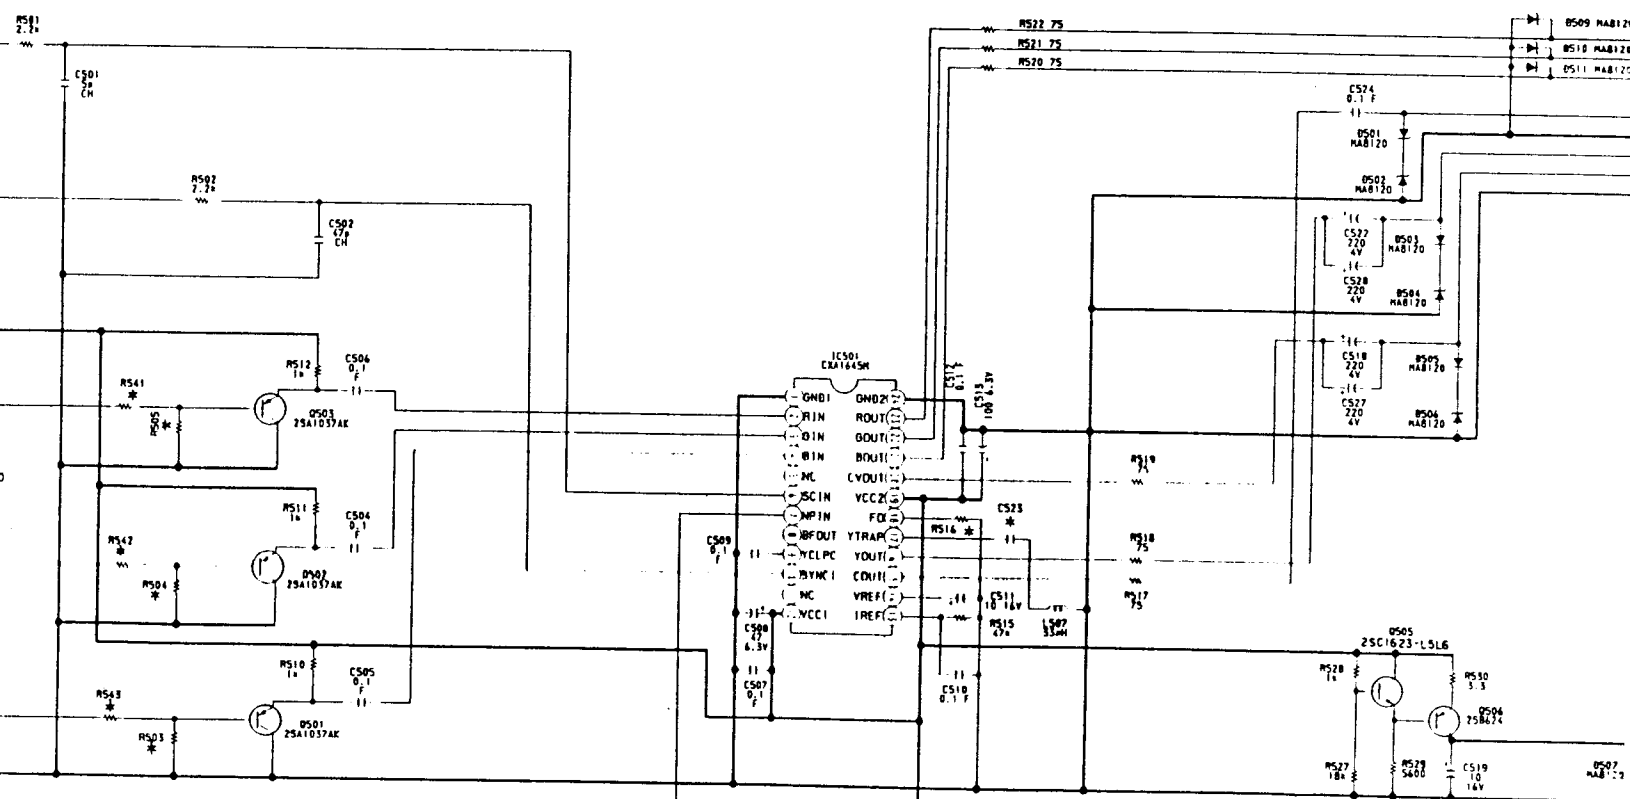 R501
2.2k
C501
5p
CH
R502
2.2k
C502
47p
CH
R512
1k
C506
0.1
F
R541
*
R505
*
Q503
2SA1037AK
R511
1k
C504
0.1
F
R542
*
R504
*
Q502
2SA1037AK
R510
1k
C505
0.1
F
R543
*
R503
*
Q501
2SA1037AK
IC501
CXA1645M
GND1
RIN
GIN
BIN
NC
SCIN
NPIN
BFOUT
YCLPC
SYNCI
NC
VCC1
GND2
ROUT
GOUT
BOUT
CVOUT
VCC2
FO
YTRAP
YOUT
COUT
VREF
IREF
C509
0.1
F
C508
47
6.3V
C507
0.1
F
C512
0.1 F
C513
100 6.3V
R516 *
C523
*
C511
10 16V
R515
47k
L502
33mH
C510
0.1 F
R522 75
R521 75
R520 75
R519
75
R518
75
R517
75
D509 MA8120
D510 MA8120
D511 MA8120
C524
0.1 F
D501
MA8120
D502
MA8120
C522
220
4V
D503
MA8120
C528
220
4V
D504
MA8120
C518
220
4V
D505
MA8120
C527
220
4V
D506
MA8120
Q505
2SC1623-L5L6
R528
1k
R530
3.3
Q506
2SB624
R527
18k
R529
5600
C519
10
16V
D507